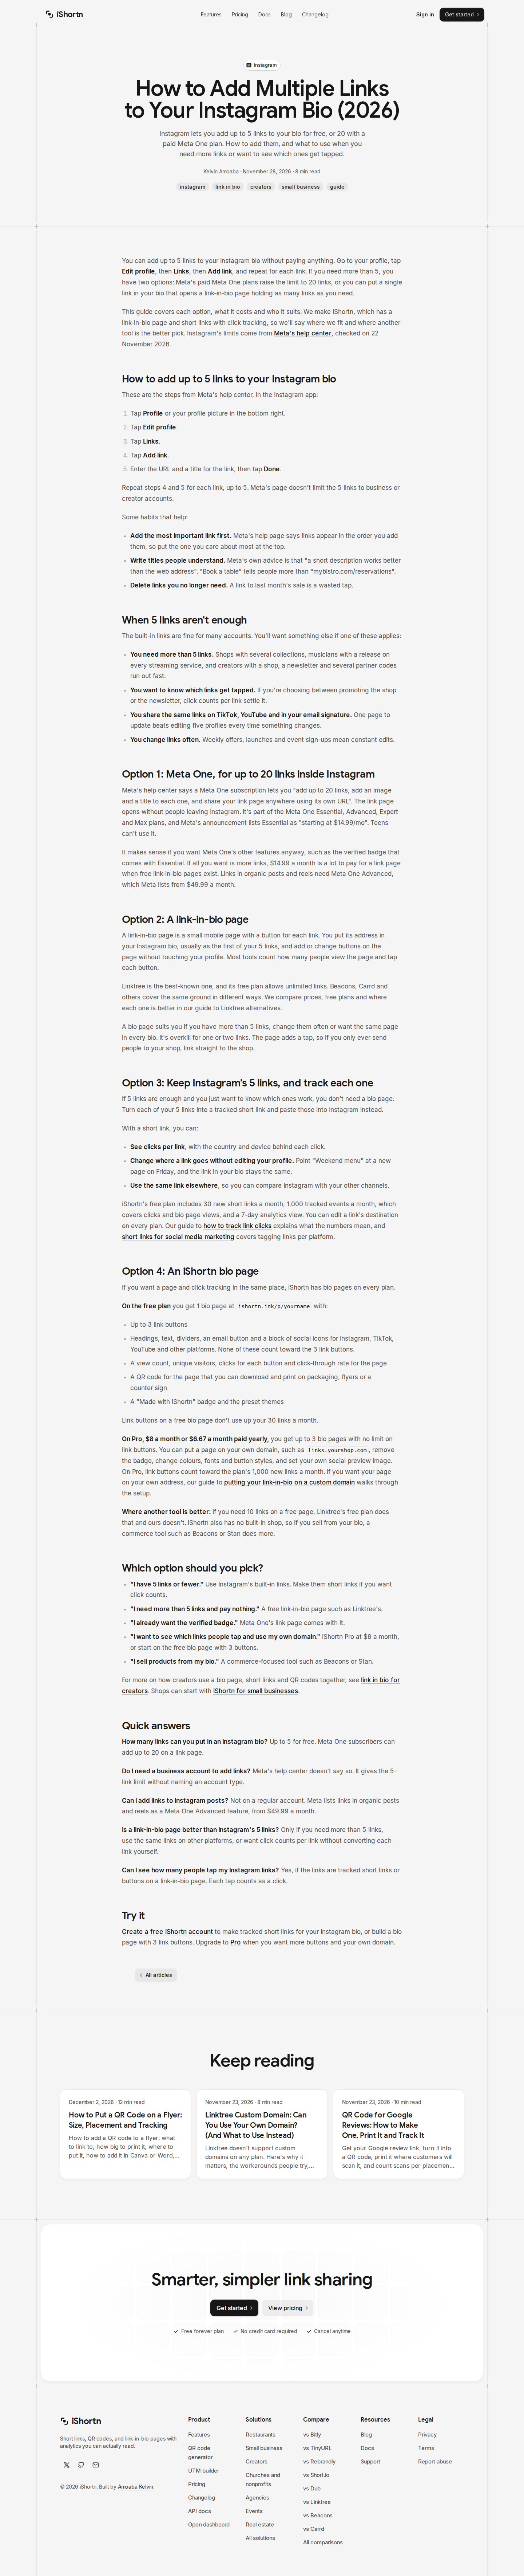 iShortn
Features
Pricing
Docs
Blog
Changelog
Sign in
Get started
Instagram
How to Add Multiple Links
to Your Instagram Bio (2026)
Instagram lets you add up to 5 links to your bio for free, or 20 with a
paid Meta One plan. How to add them, and what to use when you
need more links or want to see which ones get tapped.
Kelvin Amoaba · November 28, 2026 · 8 min read
instagram
link in bio
creators
small business
guide
You can add up to 5 links to your Instagram bio without paying anything. Go to your profile, tap
Edit profile, then Links, then Add link, and repeat for each link. If you need more than 5, you
have two options: Meta's paid Meta One plans raise the limit to 20 links, or you can put a single
link in your bio that opens a link-in-bio page holding as many links as you need.
This guide covers each option, what it costs and who it suits. We make iShortn, which has a
link-in-bio page and short links with click tracking, so we'll say where we fit and where another
tool is the better pick. Instagram's limits come from Meta's help center, checked on 22
November 2026.
How to add up to 5 links to your Instagram bio
These are the steps from Meta's help center, in the Instagram app:
1. Tap Profile or your profile picture in the bottom right.
2. Tap Edit profile.
3. Tap Links.
4. Tap Add link.
5. Enter the URL and a title for the link, then tap Done.
Repeat steps 4 and 5 for each link, up to 5. Meta's page doesn't limit the 5 links to business or
creator accounts.
Some habits that help:
Add the most important link first. Meta's help page says links appear in the order you add
them, so put the one you care about most at the top.
Write titles people understand. Meta's own advice is that "a short description works better
than the web address". "Book a table" tells people more than "mybistro.com/reservations".
Delete links you no longer need. A link to last month's sale is a wasted tap.
When 5 links aren't enough
The built-in links are fine for many accounts. You'll want something else if one of these applies:
You need more than 5 links. Shops with several collections, musicians with a release on
every streaming service, and creators with a shop, a newsletter and several partner codes
run out fast.
You want to know which links get tapped. If you're choosing between promoting the shop
or the newsletter, click counts per link settle it.
You share the same links on TikTok, YouTube and in your email signature. One page to
update beats editing five profiles every time something changes.
You change links often. Weekly offers, launches and event sign-ups mean constant edits.
Option 1: Meta One, for up to 20 links inside Instagram
Meta's help center says a Meta One subscription lets you "add up to 20 links, add an image
and a title to each one, and share your link page anywhere using its own URL". The link page
opens without people leaving Instagram. It's part of the Meta One Essential, Advanced, Expert
and Max plans, and Meta's announcement lists Essential as "starting at $14.99/mo". Teens
can't use it.
It makes sense if you want Meta One's other features anyway, such as the verified badge that
comes with Essential. If all you want is more links, $14.99 a month is a lot to pay for a link page
when free link-in-bio pages exist. Links in organic posts and reels need Meta One Advanced,
which Meta lists from $49.99 a month.
Option 2: A link-in-bio page
A link-in-bio page is a small mobile page with a button for each link. You put its address in
your Instagram bio, usually as the first of your 5 links, and add or change buttons on the
page without touching your profile. Most tools count how many people view the page and tap
each button.
Linktree is the best-known one, and its free plan allows unlimited links. Beacons, Carrd and
others cover the same ground in different ways. We compare prices, free plans and where
each one is better in our guide to Linktree alternatives.
A bio page suits you if you have more than 5 links, change them often or want the same page
in every bio. It's overkill for one or two links. The page adds a tap, so if you only ever send
people to your shop, link straight to the shop.
Option 3: Keep Instagram's 5 links, and track each one
If 5 links are enough and you just want to know which ones work, you don't need a bio page.
Turn each of your 5 links into a tracked short link and paste those into Instagram instead.
With a short link, you can:
See clicks per link, with the country and device behind each click.
Change where a link goes without editing your profile. Point "Weekend menu" at a new
page on Friday, and the link in your bio stays the same.
Use the same link elsewhere, so you can compare Instagram with your other channels.
iShortn's free plan includes 30 new short links a month, 1,000 tracked events a month, which
covers clicks and bio page views, and a 7-day analytics view. You can edit a link's destination
on every plan. Our guide to how to track link clicks explains what the numbers mean, and
short links for social media marketing covers tagging links per platform.
Option 4: An iShortn bio page
If you want a page and click tracking in the same place, iShortn has bio pages on every plan.
On the free plan you get 1 bio page at ishortn.ink/p/yourname with:
Up to 3 link buttons
Headings, text, dividers, an email button and a block of social icons for Instagram, TikTok,
YouTube and other platforms. None of these count toward the 3 link buttons.
A view count, unique visitors, clicks for each button and click-through rate for the page
A QR code for the page that you can download and print on packaging, flyers or a
counter sign
A "Made with iShortn" badge and the preset themes
Link buttons on a free bio page don't use up your 30 links a month.
On Pro, $8 a month or $6.67 a month paid yearly, you get up to 3 bio pages with no limit on
link buttons. You can put a page on your own domain, such as links.yourshop.com, remove
the badge, change colours, fonts and button styles, and set your own social preview image.
On Pro, link buttons count toward the plan's 1,000 new links a month. If you want your page
on your own address, our guide to putting your link-in-bio on a custom domain walks through
the setup.
Where another tool is better: If you need 10 links on a free page, Linktree's free plan does
that and ours doesn't. iShortn also has no built-in shop, so if you sell from your bio, a
commerce tool such as Beacons or Stan does more.
Which option should you pick?
"I have 5 links or fewer." Use Instagram's built-in links. Make them short links if you want
click counts.
"I need more than 5 links and pay nothing." A free link-in-bio page such as Linktree's.
"I already want the verified badge." Meta One's link page comes with it.
"I want to see which links people tap and use my own domain." iShortn Pro at $8 a month,
or start on the free bio page with 3 buttons.
"I sell products from my bio." A commerce-focused tool such as Beacons or Stan.
For more on how creators use a bio page, short links and QR codes together, see link in bio for
creators. Shops can start with iShortn for small businesses.
Quick answers
How many links can you put in an Instagram bio? Up to 5 for free. Meta One subscribers can
add up to 20 on a link page.
Do I need a business account to add links? Meta's help center doesn't say so. It gives the 5-
link limit without naming an account type.
Can I add links to Instagram posts? Not on a regular account. Meta lists links in organic posts
and reels as a Meta One Advanced feature, from $49.99 a month.
Is a link-in-bio page better than Instagram's 5 links? Only if you need more than 5 links,
use the same links on other platforms, or want click counts per link without converting each
link yourself.
Can I see how many people tap my Instagram links? Yes, if the links are tracked short links or
buttons on a link-in-bio page. Each tap counts as a click.
Try it
Create a free iShortn account to make tracked short links for your Instagram bio, or build a bio
page with 3 link buttons. Upgrade to Pro when you want more buttons and your own domain.
All articles
Keep reading
December 2, 2026 · 12 min read
How to Put a QR Code on a Flyer:
Size, Placement and Tracking
How to add a QR code to a flyer: what
to link to, how big to print it, where to
put it, how to add it in Canva or Word,...
November 23, 2026 · 8 min read
Linktree Custom Domain: Can
You Use Your Own Domain?
(And What to Use Instead)
Linktree doesn't support custom
domains on any plan. Here's why it
matters, the workarounds people try,...
November 23, 2026 · 10 min read
QR Code for Google
Reviews: How to Make
One, Print It and Track It
Get your Google review link, turn it into
a QR code, print it where customers will
scan it, and count scans per placemen...
Smarter, simpler link sharing
Get started
View pricing
Free forever plan
No credit card required
Cancel anytime
iShortn
Short links, QR codes, and link-in-bio pages with
analytics you can actually read.
© 2026 iShortn. Built by Amoaba Kelvin.
Product
Features
QR code
generator
UTM builder
Pricing
Changelog
API docs
Open dashboard
Solutions
Restaurants
Small business
Creators
Churches and
nonprofits
Agencies
Events
Real estate
All solutions
Compare
vs Bitly
vs TinyURL
vs Rebrandly
vs Short.io
vs Dub
vs Linktree
vs Beacons
vs Carrd
All comparisons
Resources
Blog
Docs
Support
Legal
Privacy
Terms
Report abuse